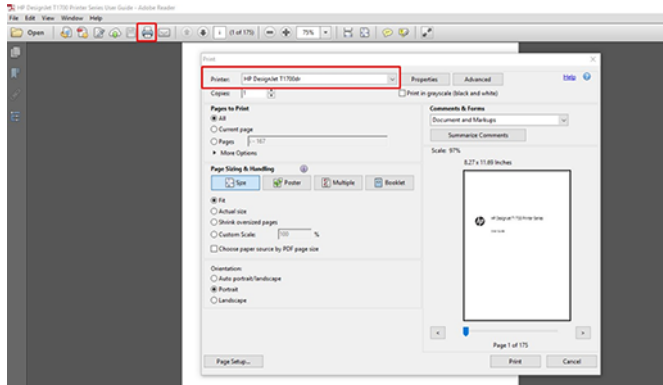 HP DesignJet T1700 Printer Series User Guide - Adobe Reader
File Edit View Window Help
Open 1 (1 of 175) 75%
Print
Printer: HP DesignJet T1700dr Properties Advanced Help
Copies: 1 Print in grayscale (black and white)
Pages to Print
All
Current page
Pages 1 - 167
More Options
Comments & Forms
Document and Markups
Summarize Comments
Page Sizing & Handling
Size Poster Multiple Booklet
Fit
Actual size
Shrink oversized pages
Custom Scale: 100 %
Choose paper source by PDF page size
Orientation:
Auto portrait/landscape
Portrait
Landscape
Scale: 97%
8.27 x 11.69 Inches
HP DesignJet T1700 Printer Series
Page 1 of 175
Page Setup... Print Cancel